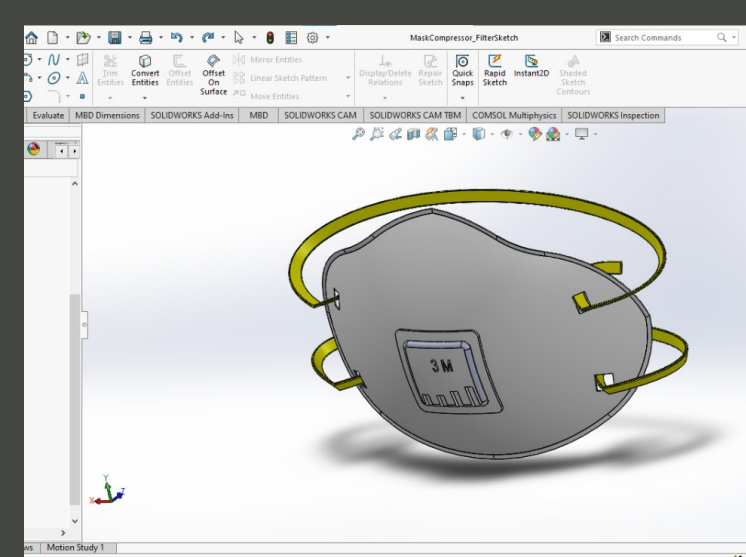 MaskCompressor_FilterSketch
Search Commands
Trim Entities
Convert Entities
Offset Entities
Offset On Surface
Mirror Entities
Linear Sketch Pattern
Move Entities
Display/Delete Relations
Repair Sketch
Quick Snaps
Rapid Sketch
Instant2D
Shaded Sketch Contours
Evaluate
MBD Dimensions
SOLIDWORKS Add-Ins
MBD
SOLIDWORKS CAM
SOLIDWORKS CAM TBM
COMSOL Multiphysics
SOLIDWORKS Inspection
3M
Y
X
Z
Motion Study 1